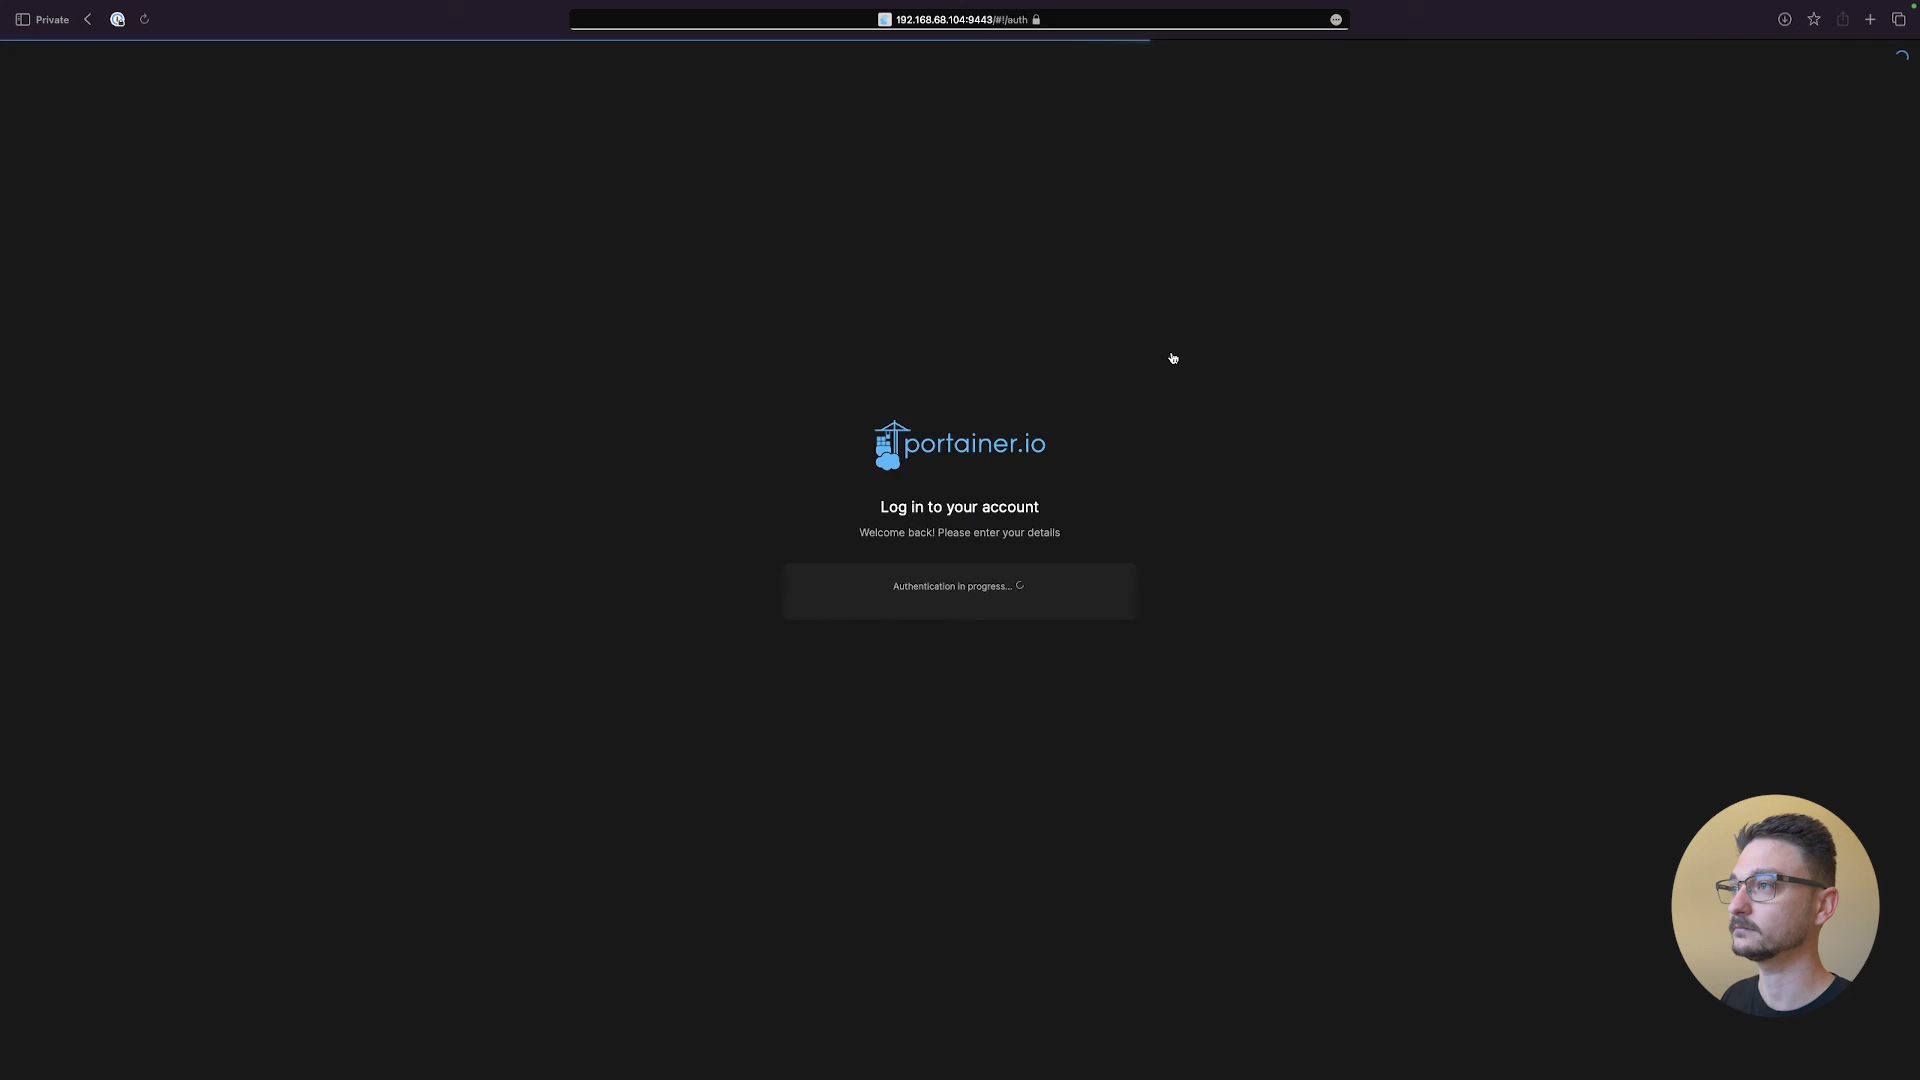 Private
192.168.68.104:9443/#!/auth
portainer.io
Log in to your account
Welcome back! Please enter your details
Authentication in progress...